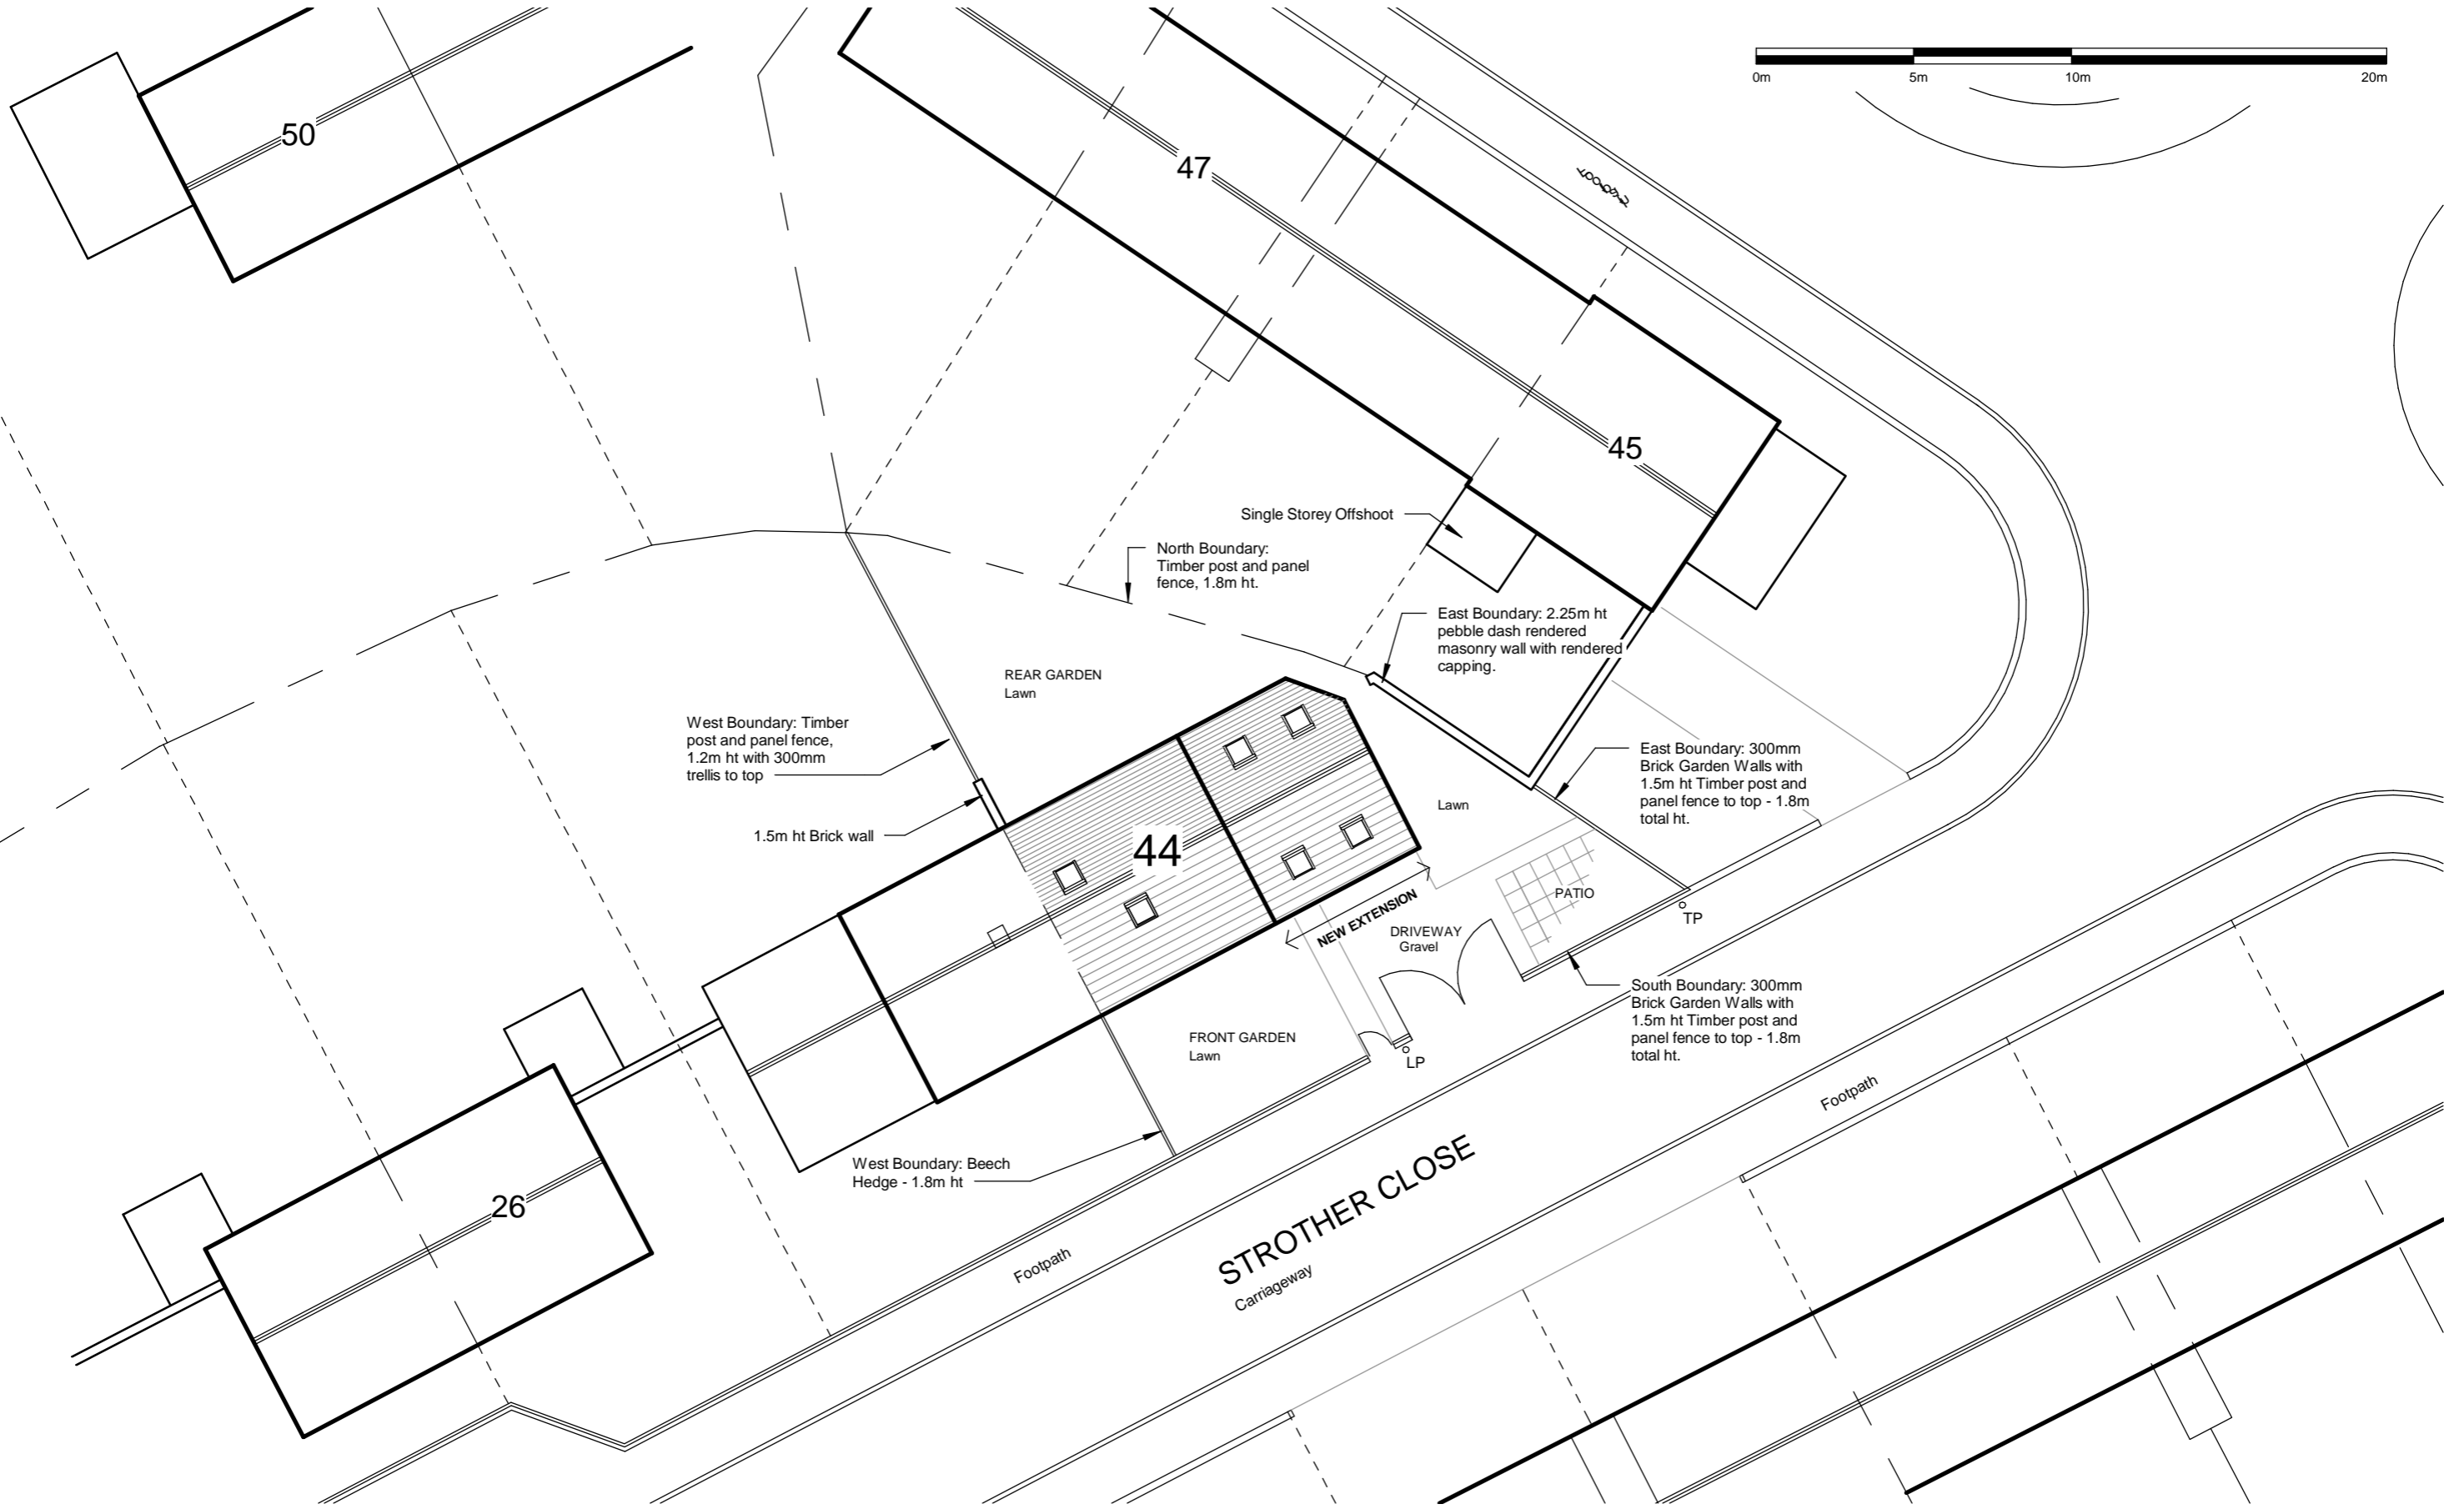 0m 5m 10m 20m
50
47
Footpath
45
Single Storey Offshoot
North Boundary:
Timber post and panel
fence, 1.8m ht.
East Boundary: 2.25m ht
pebble dash rendered
masonry wall with rendered
capping.
REAR GARDEN
Lawn
West Boundary: Timber
post and panel fence,
1.2m ht with 300mm
trellis to top
East Boundary: 300mm
Brick Garden Walls with
1.5m ht Timber post and
panel fence to top - 1.8m
total ht.
Lawn
1.5m ht Brick wall
44
PATIO
NEW EXTENSION
TP
DRIVEWAY
Gravel
South Boundary: 300mm
Brick Garden Walls with
1.5m ht Timber post and
panel fence to top - 1.8m
total ht.
FRONT GARDEN
Lawn
LP
Footpath
West Boundary: Beech
Hedge - 1.8m ht
26
STROTHER CLOSE
Carriageway
Footpath